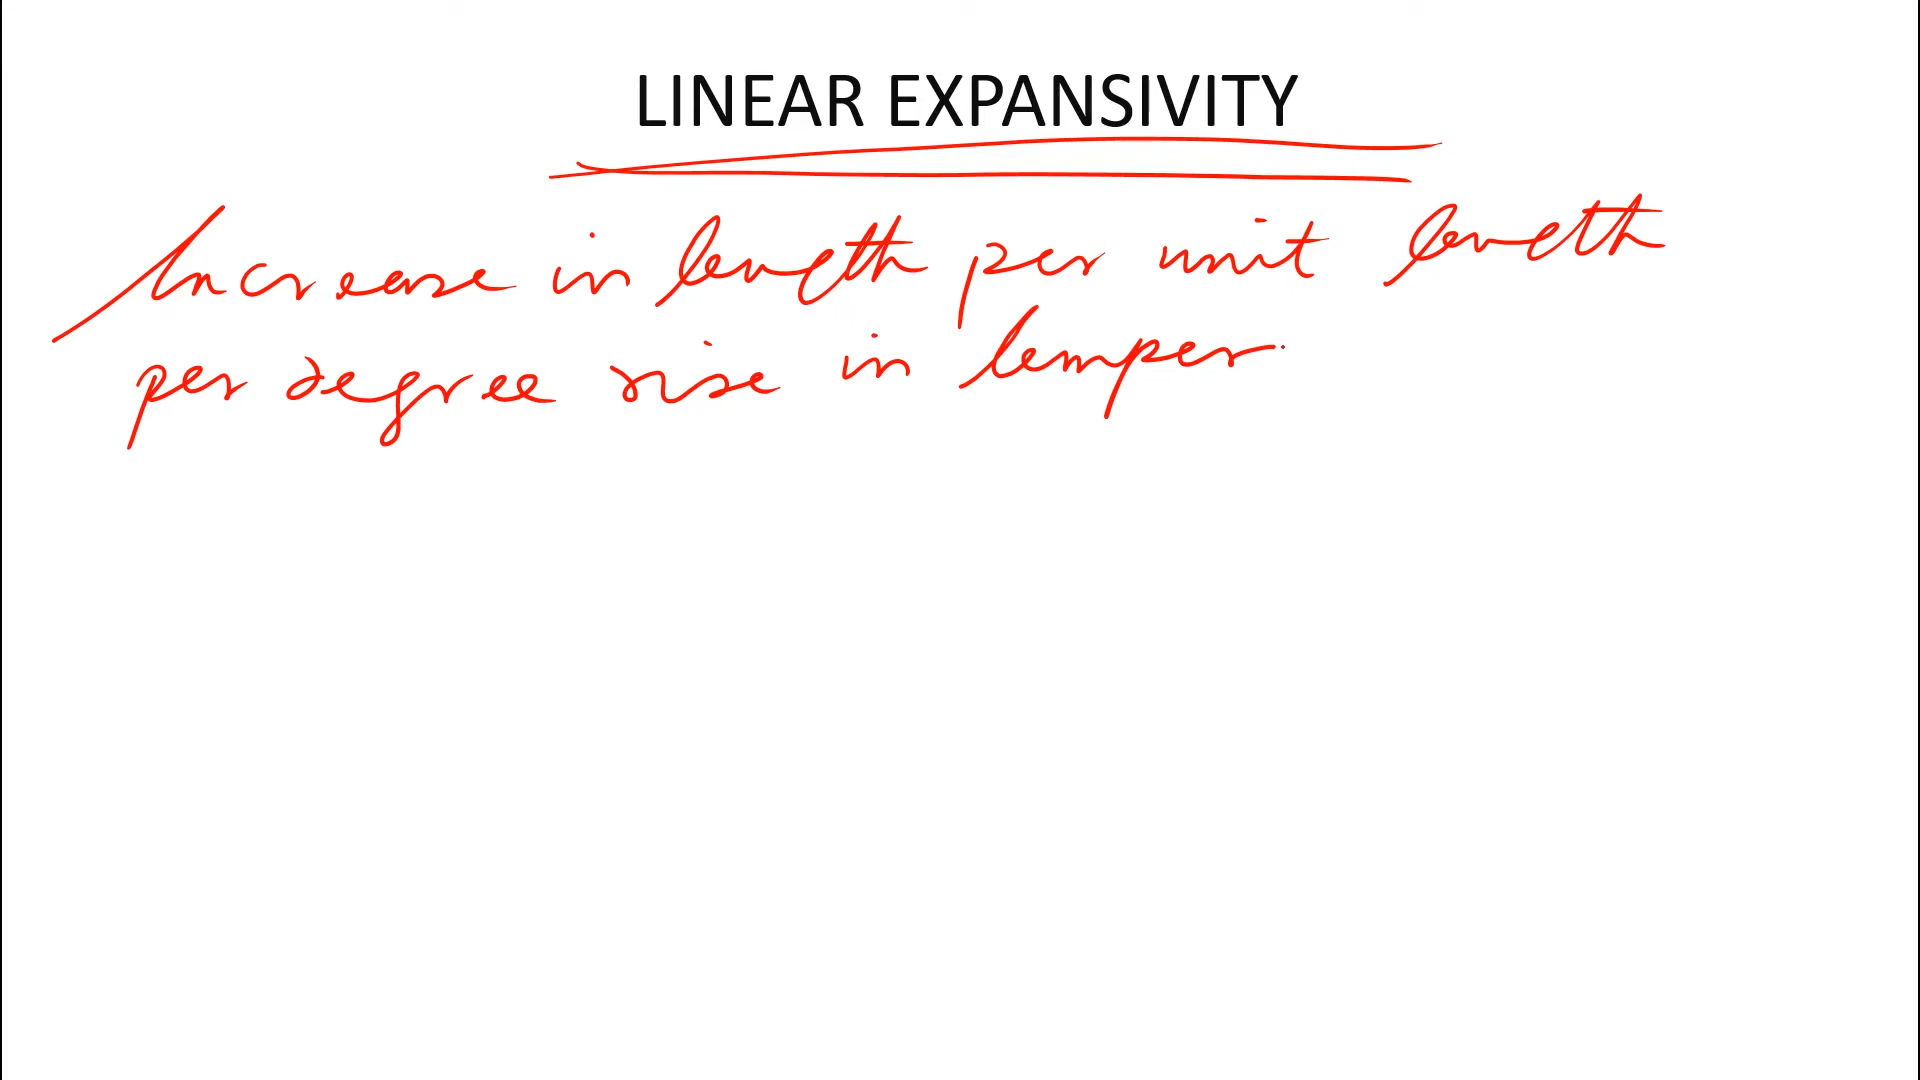 LINEAR EXPANSIVITY
Increase in length per unit length
per degree rise in temper.